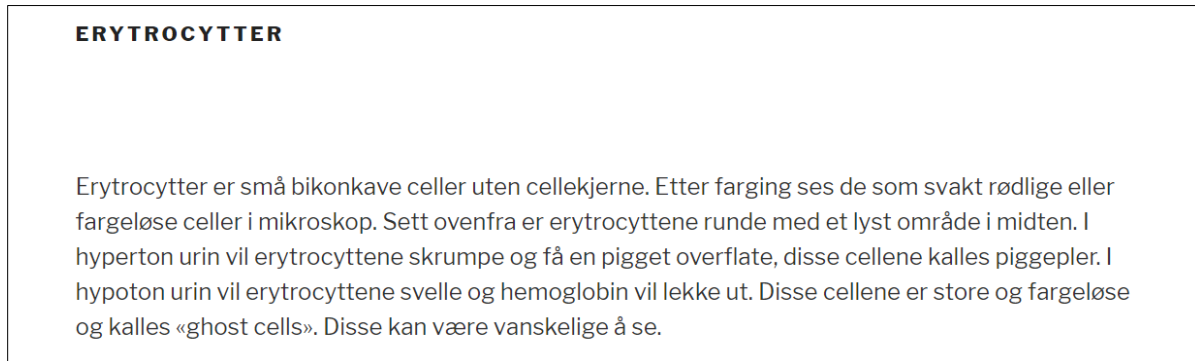 ERYTROCYTTER
Erytrocytter er små bikonkave celler uten cellekjerne. Etter farging ses de som svakt rødlige eller
fargeløse celler i mikroskop. Sett ovenfra er erytrocyttene runde med et lyst område i midten. I
hyperton urin vil erytrocyttene skrumpe og få en pigget overflate, disse cellene kalles piggepler. I
hypoton urin vil erytrocyttene svelle og hemoglobin vil lekke ut. Disse cellene er store og fargeløse
og kalles «ghost cells». Disse kan være vanskelige å se.